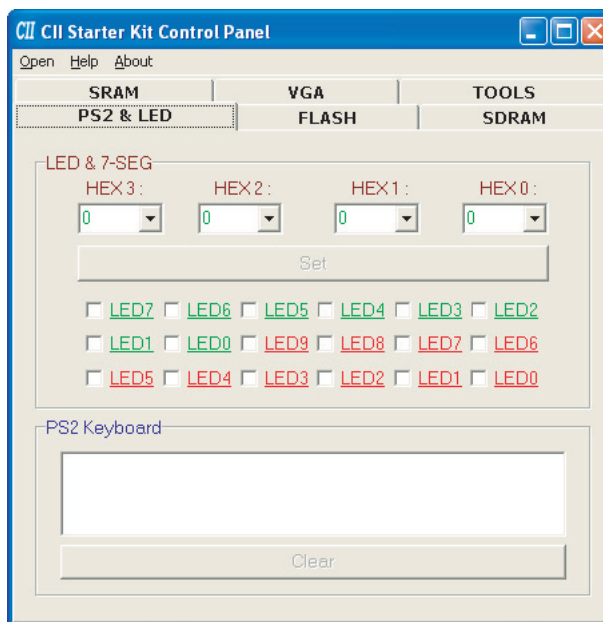 CII CII Starter Kit Control Panel
Open Help About
SRAM VGA TOOLS
PS2 & LED FLASH SDRAM
LED & 7-SEG
HEX 3 : HEX 2 : HEX 1 : HEX 0 :
0 0 0 0
Set
LED7 LED6 LED5 LED4 LED3 LED2
LED1 LED0 LED9 LED8 LED7 LED6
LED5 LED4 LED3 LED2 LED1 LED0
PS2 Keyboard
Clear